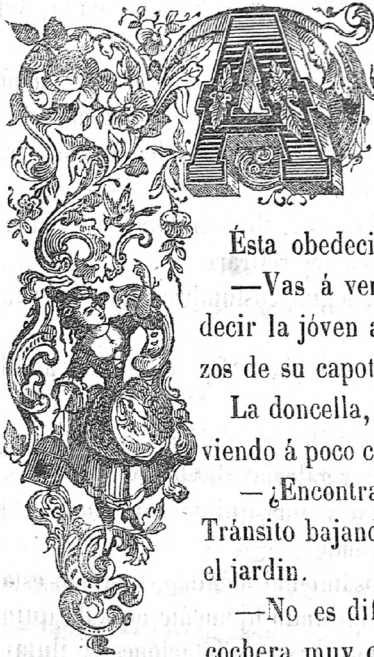 A
Ésta obedeci
—Vas á ver
decir la jóven a
zos de su capot
La doncella,
viendo á poco c
—¿Encontra
Tránsito bajand
el jardin.
—No es dif
cochera muy c